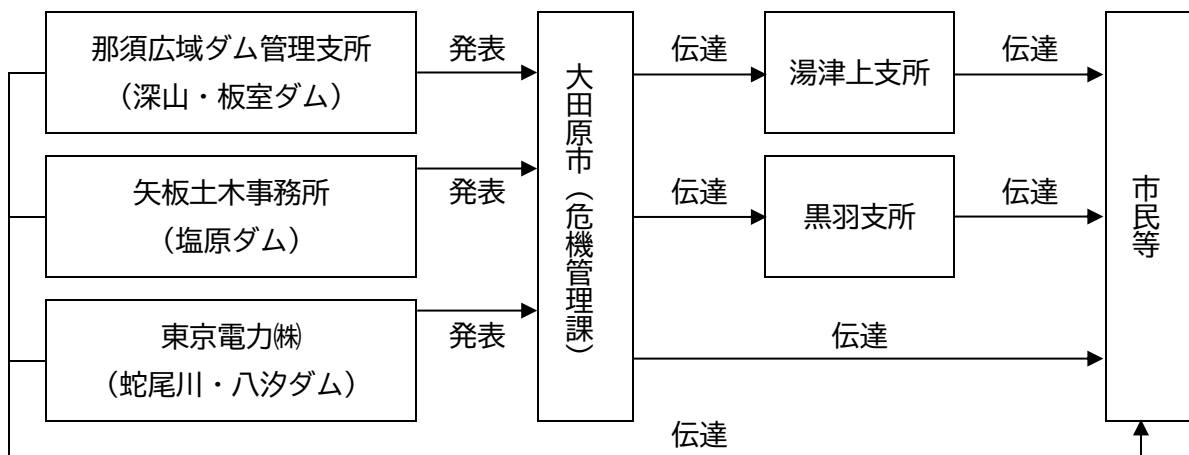 那須広域ダム管理支所
（深山・板室ダム）
発表
矢板土木事務所
（塩原ダム）
発表
東京電力㈱
（蛇尾川・八汐ダム）
発表
大田原市（危機管理課）
伝達
湯津上支所
伝達
伝達
黒羽支所
伝達
伝達
市民等
伝達